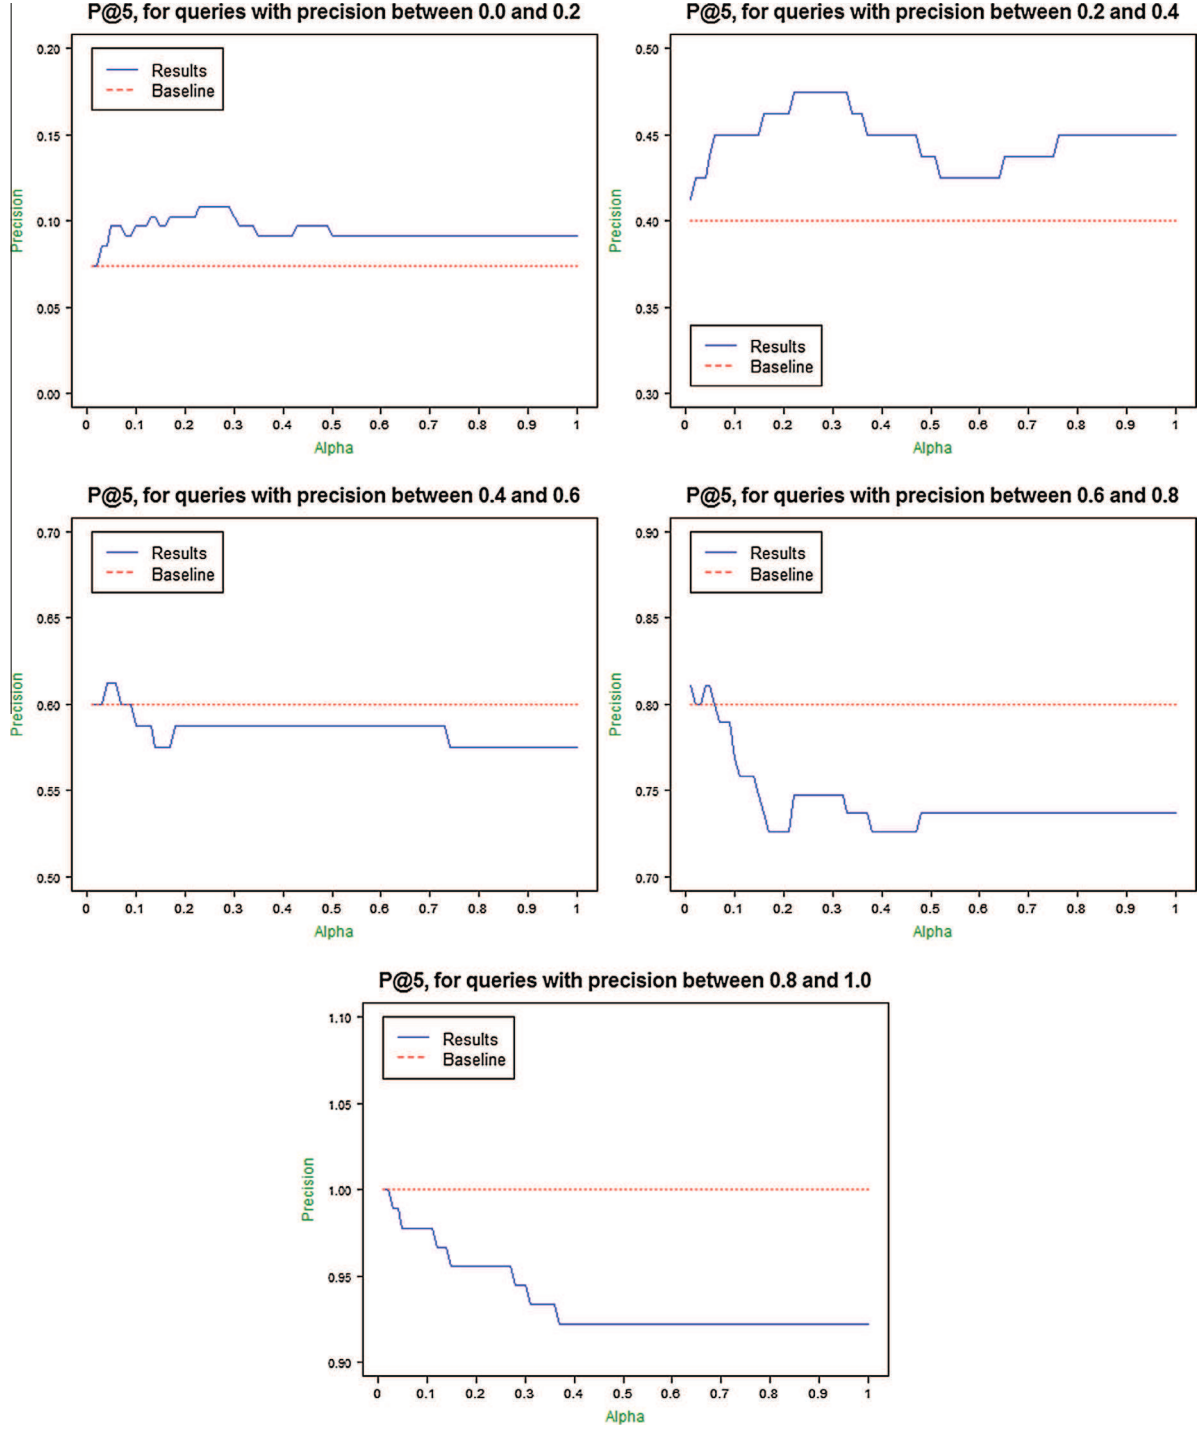 P@5, for queries with precision between 0.0 and 0.2
0.20
0.15
0.10
0.05
0.00
Precision
Results
Baseline
0 0.1 0.2 0.3 0.4 0.5 0.6 0.7 0.8 0.9 1
Alpha
P@5, for queries with precision between 0.2 and 0.4
0.50
0.45
0.40
0.35
0.30
Precision
Results
Baseline
0 0.1 0.2 0.3 0.4 0.5 0.6 0.7 0.8 0.9 1
Alpha
P@5, for queries with precision between 0.4 and 0.6
0.70
0.65
0.60
0.55
0.50
Precision
Results
Baseline
0 0.1 0.2 0.3 0.4 0.5 0.6 0.7 0.8 0.9 1
Alpha
P@5, for queries with precision between 0.6 and 0.8
0.90
0.85
0.80
0.75
0.70
Precision
Results
Baseline
0 0.1 0.2 0.3 0.4 0.5 0.6 0.7 0.8 0.9 1
Alpha
P@5, for queries with precision between 0.8 and 1.0
1.10
1.05
1.00
0.95
0.90
Precision
Results
Baseline
0 0.1 0.2 0.3 0.4 0.5 0.6 0.7 0.8 0.9 1
Alpha